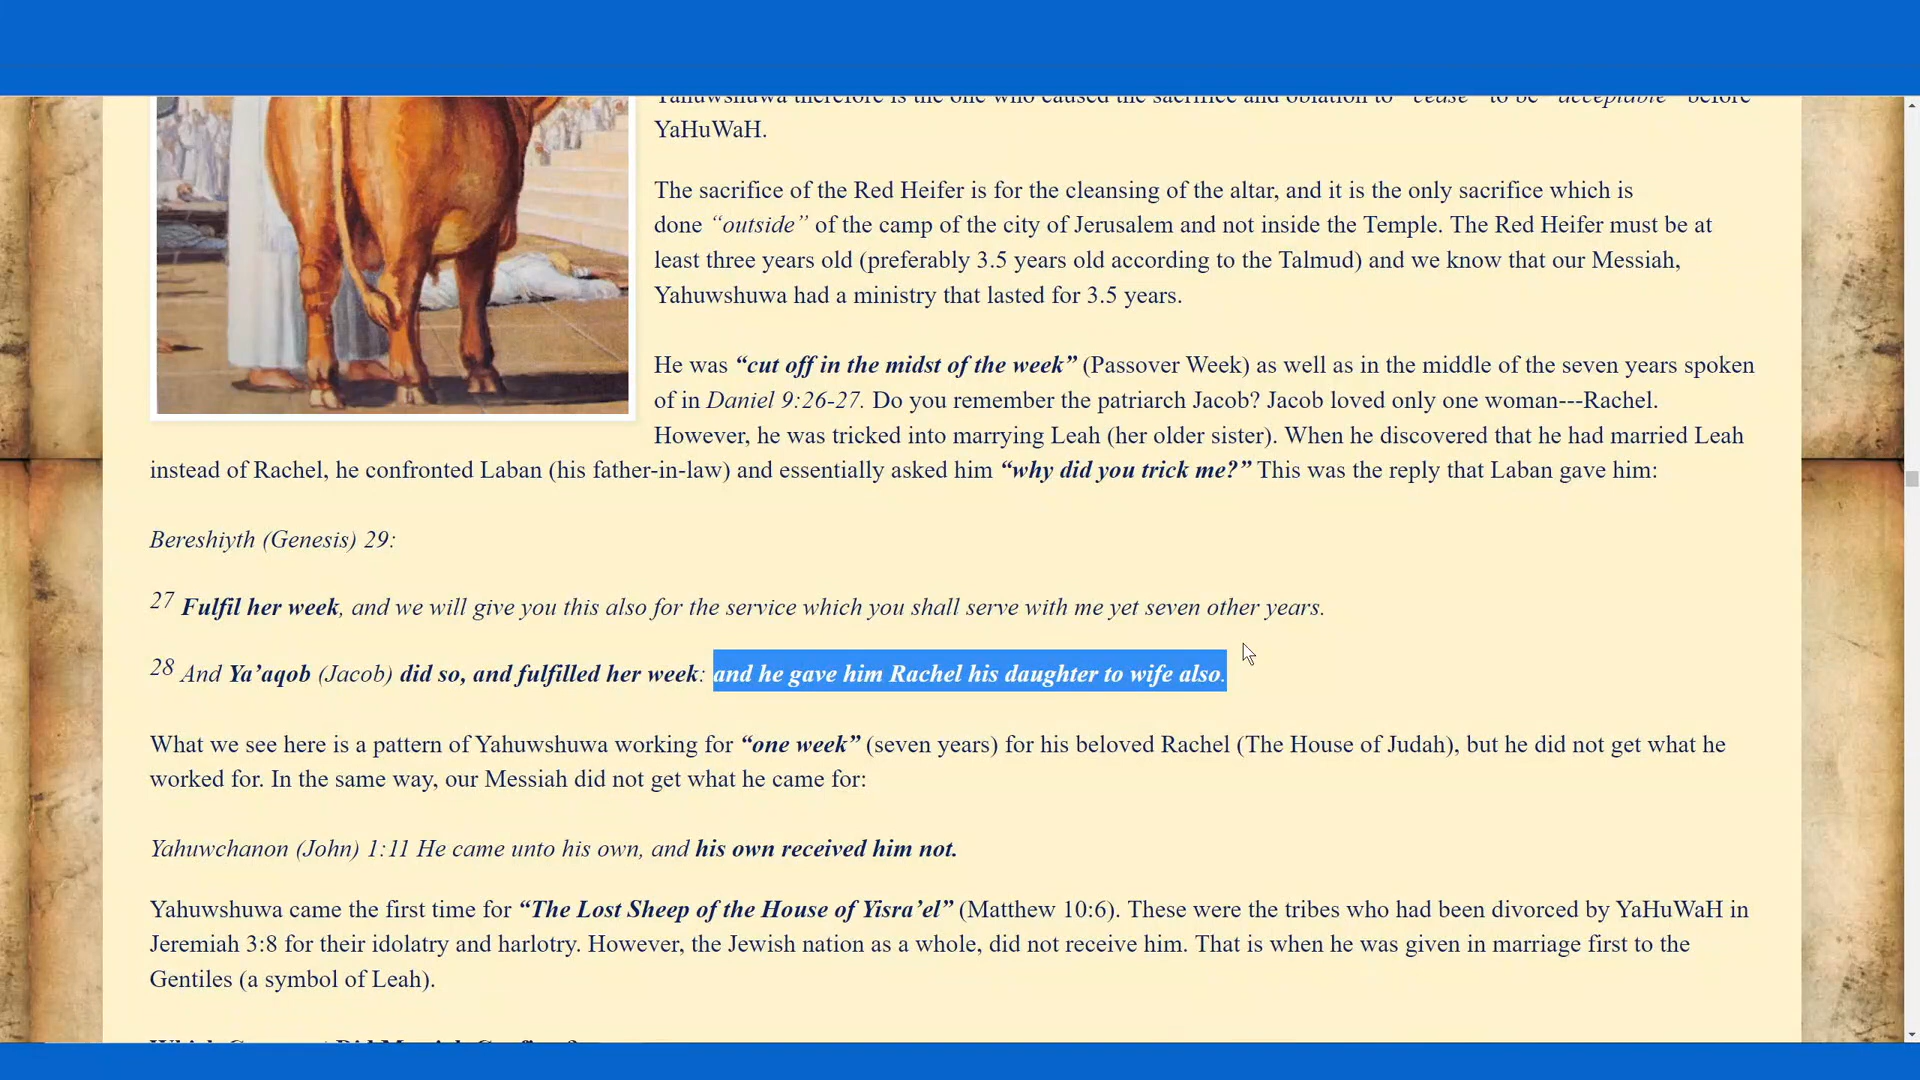 Yahuwshuwa therefore is the one who caused the sacrifice and oblation to “cease” to be “acceptable” before
YaHuWaH.
The sacrifice of the Red Heifer is for the cleansing of the altar, and it is the only sacrifice which is
done “outside” of the camp of the city of Jerusalem and not inside the Temple. The Red Heifer must be at
least three years old (preferably 3.5 years old according to the Talmud) and we know that our Messiah,
Yahuwshuwa had a ministry that lasted for 3.5 years.
He was “cut off in the midst of the week” (Passover Week) as well as in the middle of the seven years spoken
of in Daniel 9:26-27. Do you remember the patriarch Jacob? Jacob loved only one woman---Rachel.
However, he was tricked into marrying Leah (her older sister). When he discovered that he had married Leah
instead of Rachel, he confronted Laban (his father-in-law) and essentially asked him “why did you trick me?” This was the reply that Laban gave him:
Bereshiyth (Genesis) 29:
27 Fulfil her week, and we will give you this also for the service which you shall serve with me yet seven other years.
28 And Ya’aqob (Jacob) did so, and fulfilled her week: and he gave him Rachel his daughter to wife also.
What we see here is a pattern of Yahuwshuwa working for “one week” (seven years) for his beloved Rachel (The House of Judah), but he did not get what he
worked for. In the same way, our Messiah did not get what he came for:
Yahuwchanon (John) 1:11 He came unto his own, and his own received him not.
Yahuwshuwa came the first time for “The Lost Sheep of the House of Yisra’el” (Matthew 10:6). These were the tribes who had been divorced by YaHuWaH in
Jeremiah 3:8 for their idolatry and harlotry. However, the Jewish nation as a whole, did not receive him. That is when he was given in marriage first to the
Gentiles (a symbol of Leah).